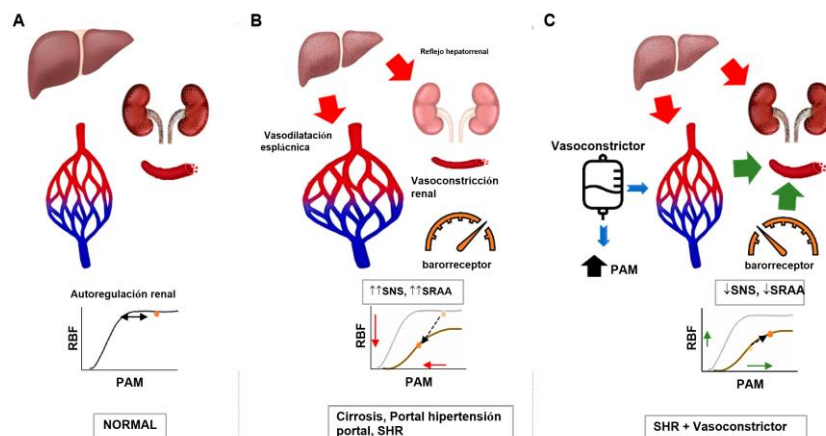 A
B
C
Reflejo hepatorrenal
Vasodilatación
esplácnica
Vasoconstricción
renal
Vasoconstrictor
PAM
barorreceptor
barorreceptor
Autoregulación renal
↑↑SNS, ↑↑SRAA
↓SNS, ↓SRAA
RBF
PAM
RBF
PAM
RBF
PAM
NORMAL
Cirrosis, Portal hipertensión
portal, SHR
SHR + Vasoconstrictor